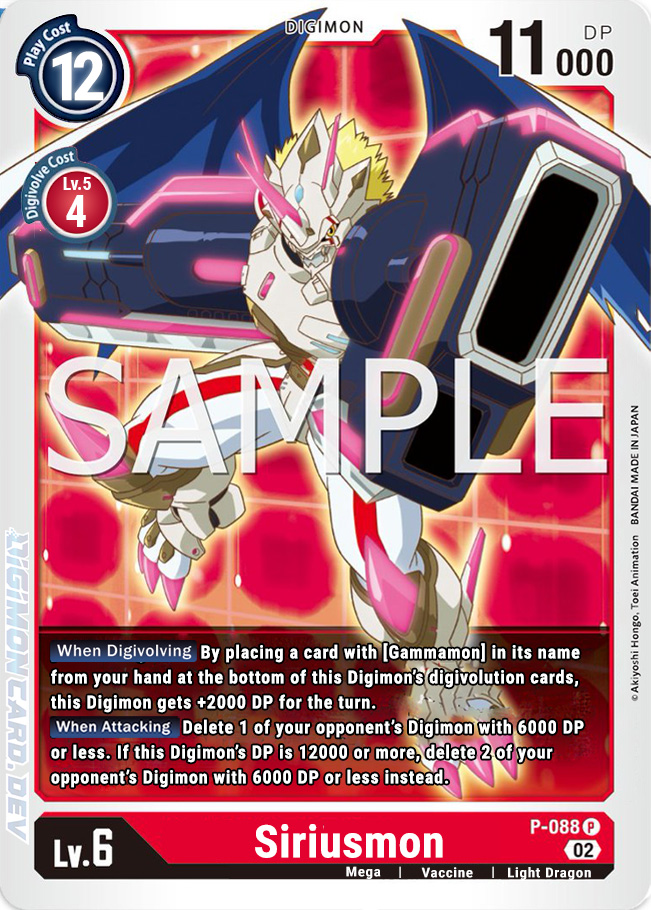 DIGIMON
Play Cost
12
DP
11000
Digivolve Cost
Lv.5
4
SAMPLE
When Digivolving By placing a card with [Gammamon] in its name
from your hand at the bottom of this Digimon's digivolution cards,
this Digimon gets +2000 DP for the turn.
When Attacking Delete 1 of your opponent's Digimon with 6000 DP
or less. If this Digimon's DP is 12000 or more, delete 2 of your
opponent's Digimon with 6000 DP or less instead.
© Akiyoshi Hongo, Toei Animation BANDAI MADE IN JAPAN
DIGIMONCARD.DEV
P-088 P
Lv.6
Siriusmon
02
Mega | Vaccine | Light Dragon